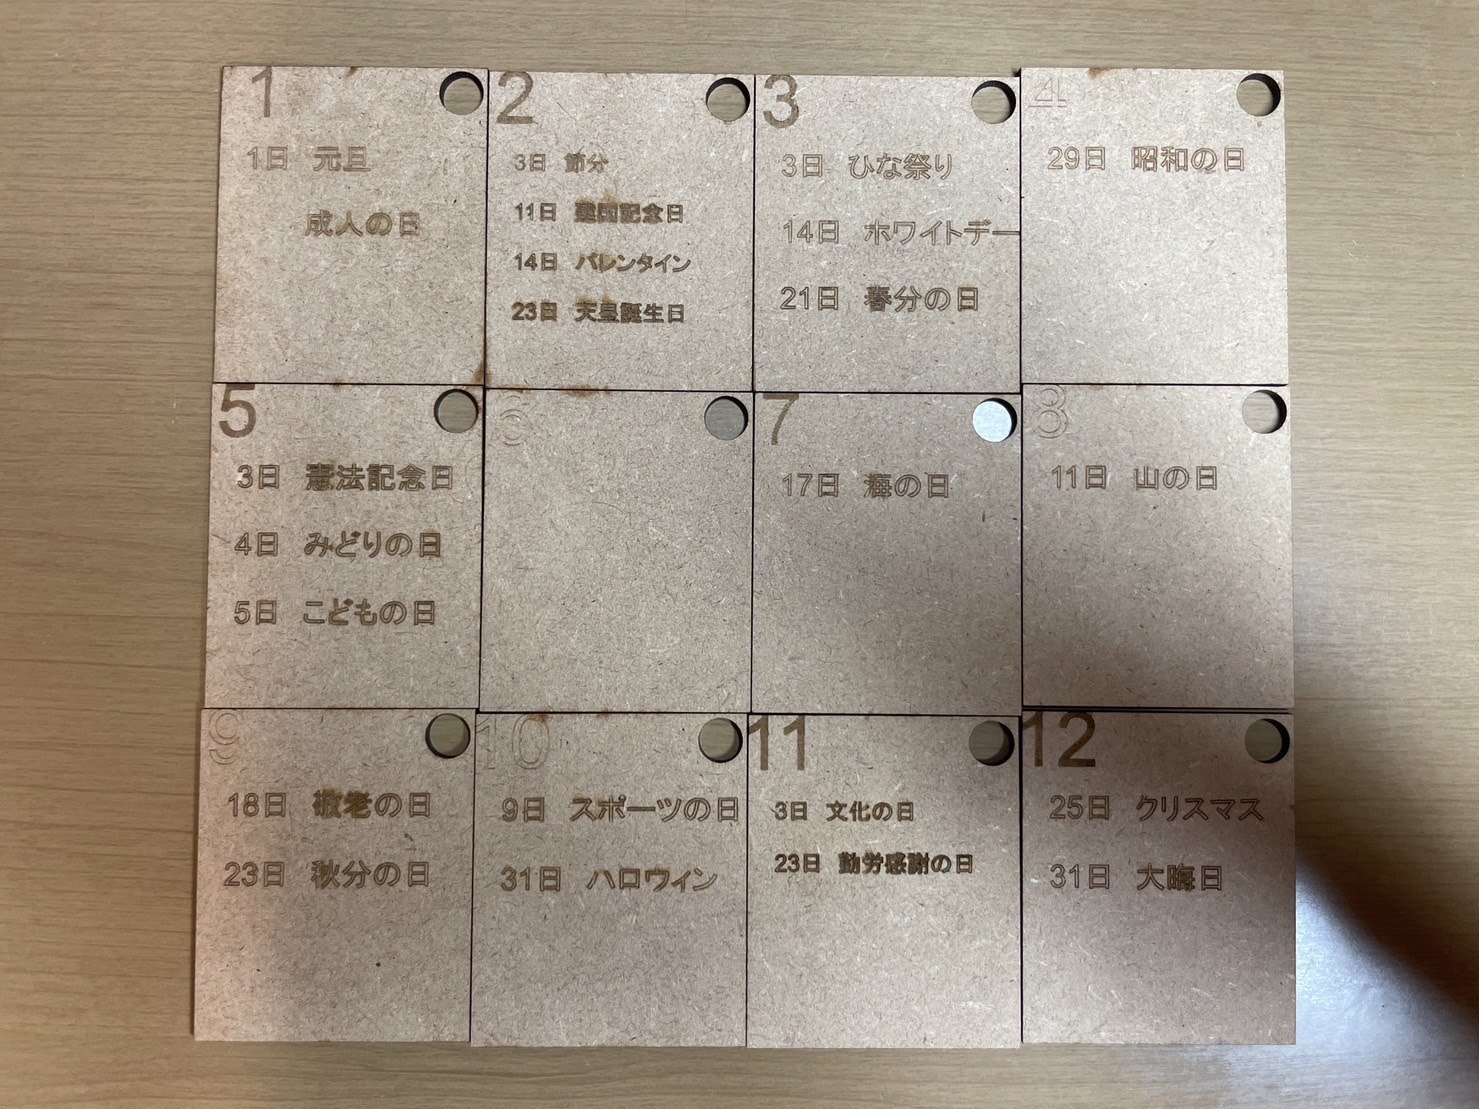 1
1日 元旦
成人の日
2
3日 節分
11日 建国記念日
14日 バレンタイン
23日 天皇誕生日
3
3日 ひな祭り
14日 ホワイトデー
21日 春分の日
4
29日 昭和の日
5
3日 憲法記念日
4日 みどりの日
5日 こどもの日
6
7
17日 海の日
8
11日 山の日
9
18日 敬老の日
23日 秋分の日
10
9日 スポーツの日
31日 ハロウィン
11
3日 文化の日
23日 勤労感謝の日
12
25日 クリスマス
31日 大晦日